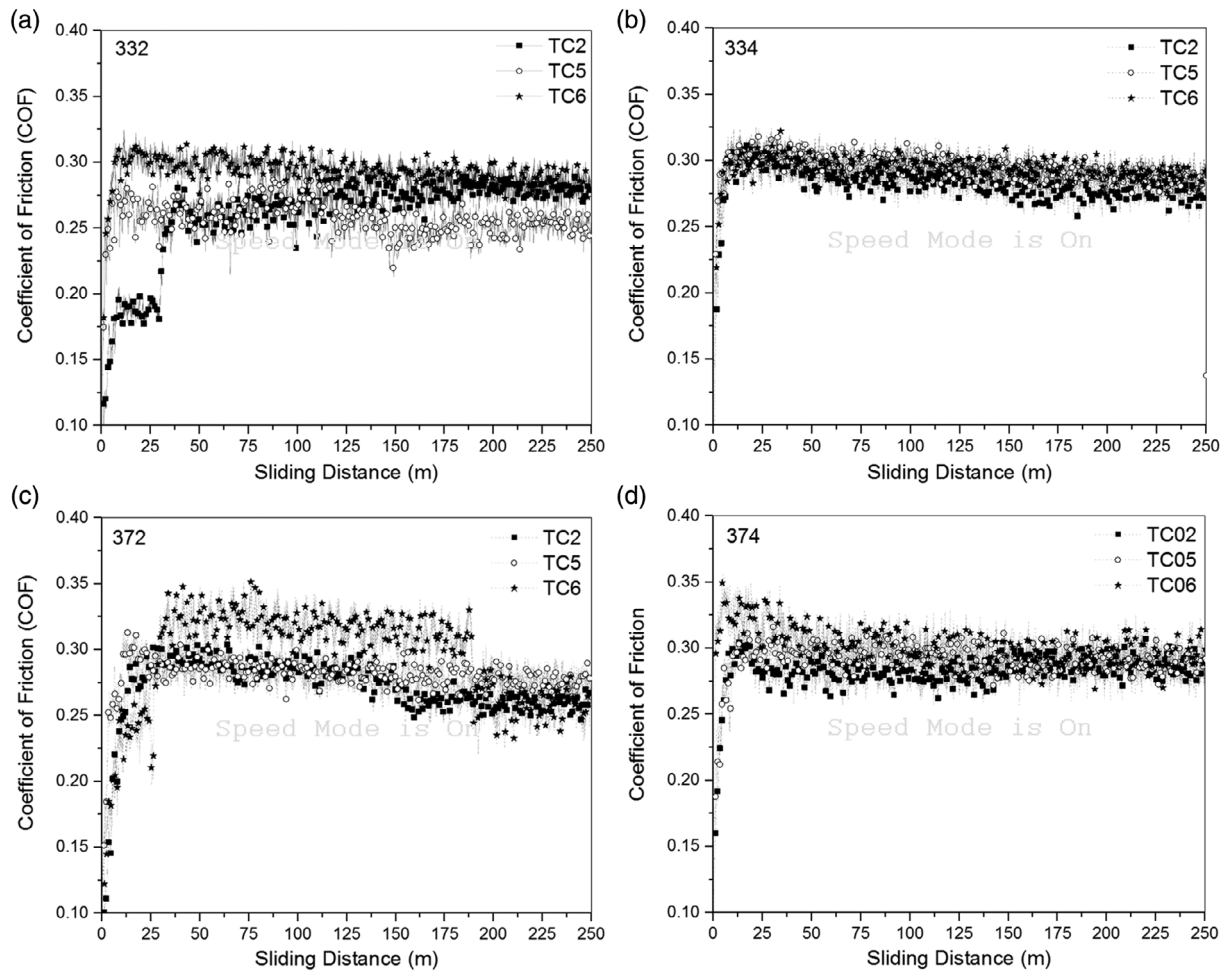 (a)
332
TC2
TC5
TC6
Coefficient of Friction (COF)
0.40
0.35
0.30
0.25
0.20
0.15
0.10
Speed Mode is On
0 25 50 75 100 125 150 175 200 225 250
Sliding Distance (m)
(b)
334
TC2
TC5
TC6
Coefficient of Friction (COF)
0.40
0.35
0.30
0.25
0.20
0.15
0.10
Speed Mode is On
0 25 50 75 100 125 150 175 200 225 250
Sliding Distance (m)
(c)
372
TC2
TC5
TC6
Coefficient of Friction (COF)
0.40
0.35
0.30
0.25
0.20
0.15
0.10
Speed Mode is On
0 25 50 75 100 125 150 175 200 225 250
Sliding Distance (m)
(d)
374
TC02
TC05
TC06
Coefficient of Friction
0.40
0.35
0.30
0.25
0.20
0.15
0.10
Speed Mode is On
0 25 50 75 100 125 150 175 200 225 250
Sliding Distance (m)